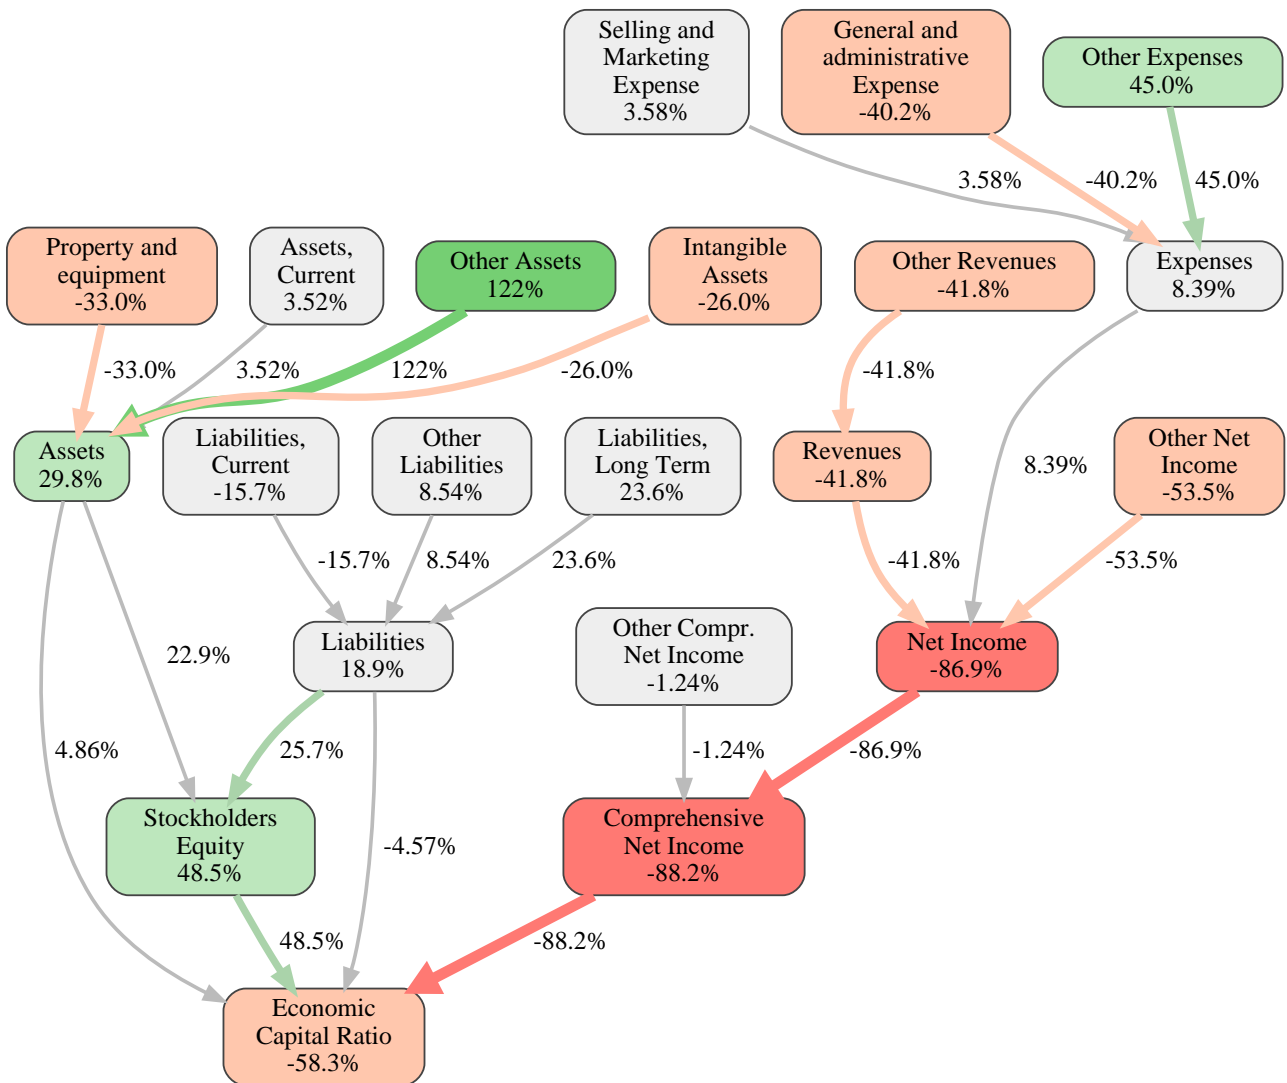 Selling and
Marketing
Expense
3.58%
General and
administrative
Expense
-40.2%
Other Expenses
45.0%
3.58%
-40.2%
45.0%
Property and
equipment
-33.0%
Assets,
Current
3.52%
Other Assets
122%
Intangible
Assets
-26.0%
Other Revenues
-41.8%
Expenses
8.39%
-33.0%
3.52%
122%
-26.0%
-41.8%
Assets
29.8%
Liabilities,
Current
-15.7%
Other
Liabilities
8.54%
Liabilities,
Long Term
23.6%
Revenues
-41.8%
8.39%
Other Net
Income
-53.5%
-15.7%
8.54%
23.6%
-41.8%
-53.5%
22.9%
Liabilities
18.9%
Other Compr.
Net Income
-1.24%
Net Income
-86.9%
4.86%
25.7%
-1.24%
-86.9%
Stockholders
Equity
48.5%
-4.57%
Comprehensive
Net Income
-88.2%
48.5%
-88.2%
Economic
Capital Ratio
-58.3%